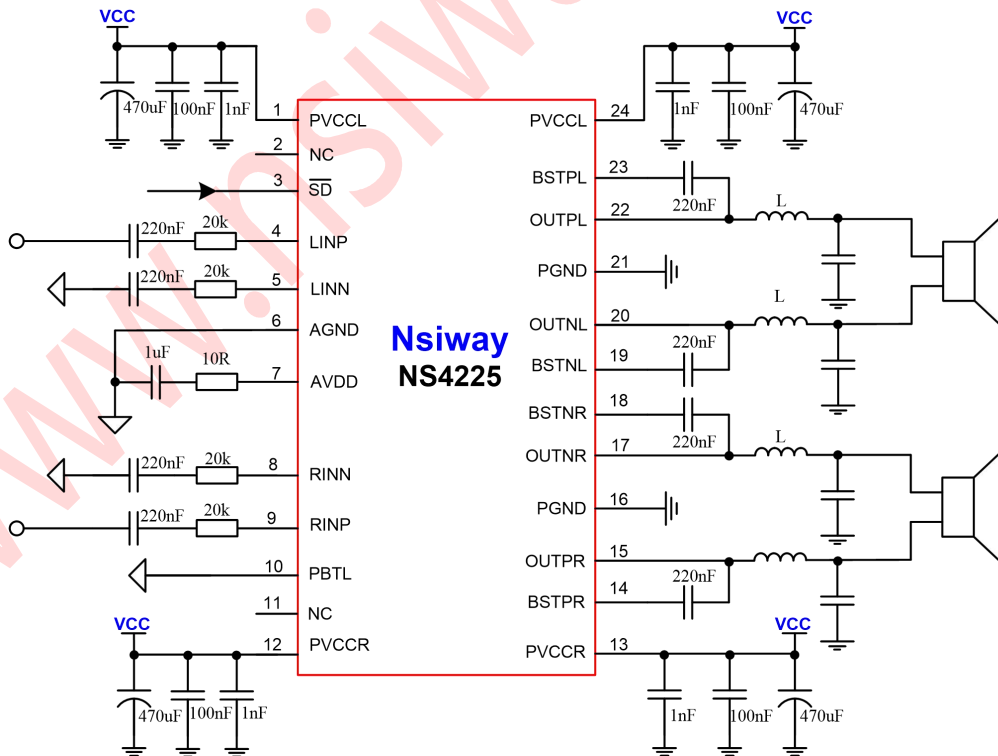 VCC
VCC
470uF 100nF 1nF
1nF 100nF 470uF
1 PVCCL
PVCCL 24
2 NC
3 SD
BSTPL 23
220nF
OUTPL 22
L
220nF 20k 4 LINP
220nF 20k 5 LINN
PGND 21
6 AGND
OUTNL 20
L
Nsiway
NS4225
1uF 10R 7 AVDD
BSTNL 19
220nF
BSTNR 18
220nF
OUTNR 17
L
220nF 20k 8 RINN
PGND 16
220nF 20k 9 RINP
OUTPR 15
10 PBTL
BSTPR 14
220nF
11 NC
VCC
VCC
12 PVCCR
PVCCR 13
470uF 100nF 1nF
1nF 100nF 470uF
www.nsiw